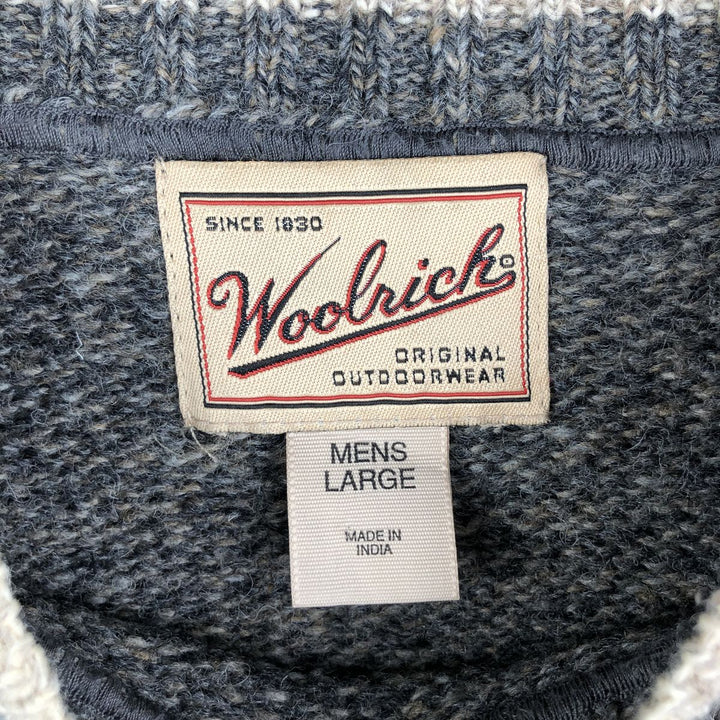 SINCE 1830
Woolrich®
ORIGINAL
OUTDOORWEAR
MENS
LARGE
MADE IN
INDIA